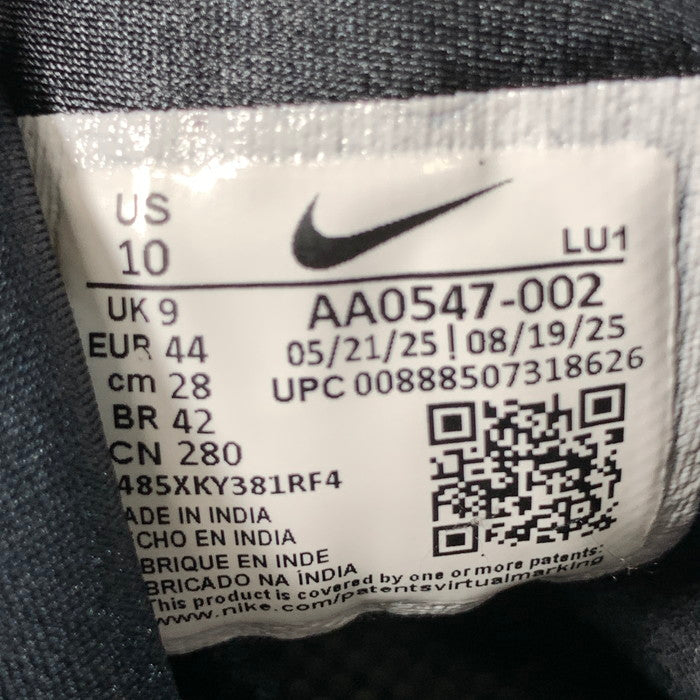 US
10
LU1
UK 9
AA0547-002
EUR 44
05/21/25 | 08/19/25
cm 28
UPC 00888507318626
BR 42
CN 280
485XKY381RF4
ADE IN INDIA
CHO EN INDIA
BRIQUE EN INDE
BRICADO NA ÍNDIA
This product is covered by one or more patents:
www.nike.com/patentsvirtualmarking